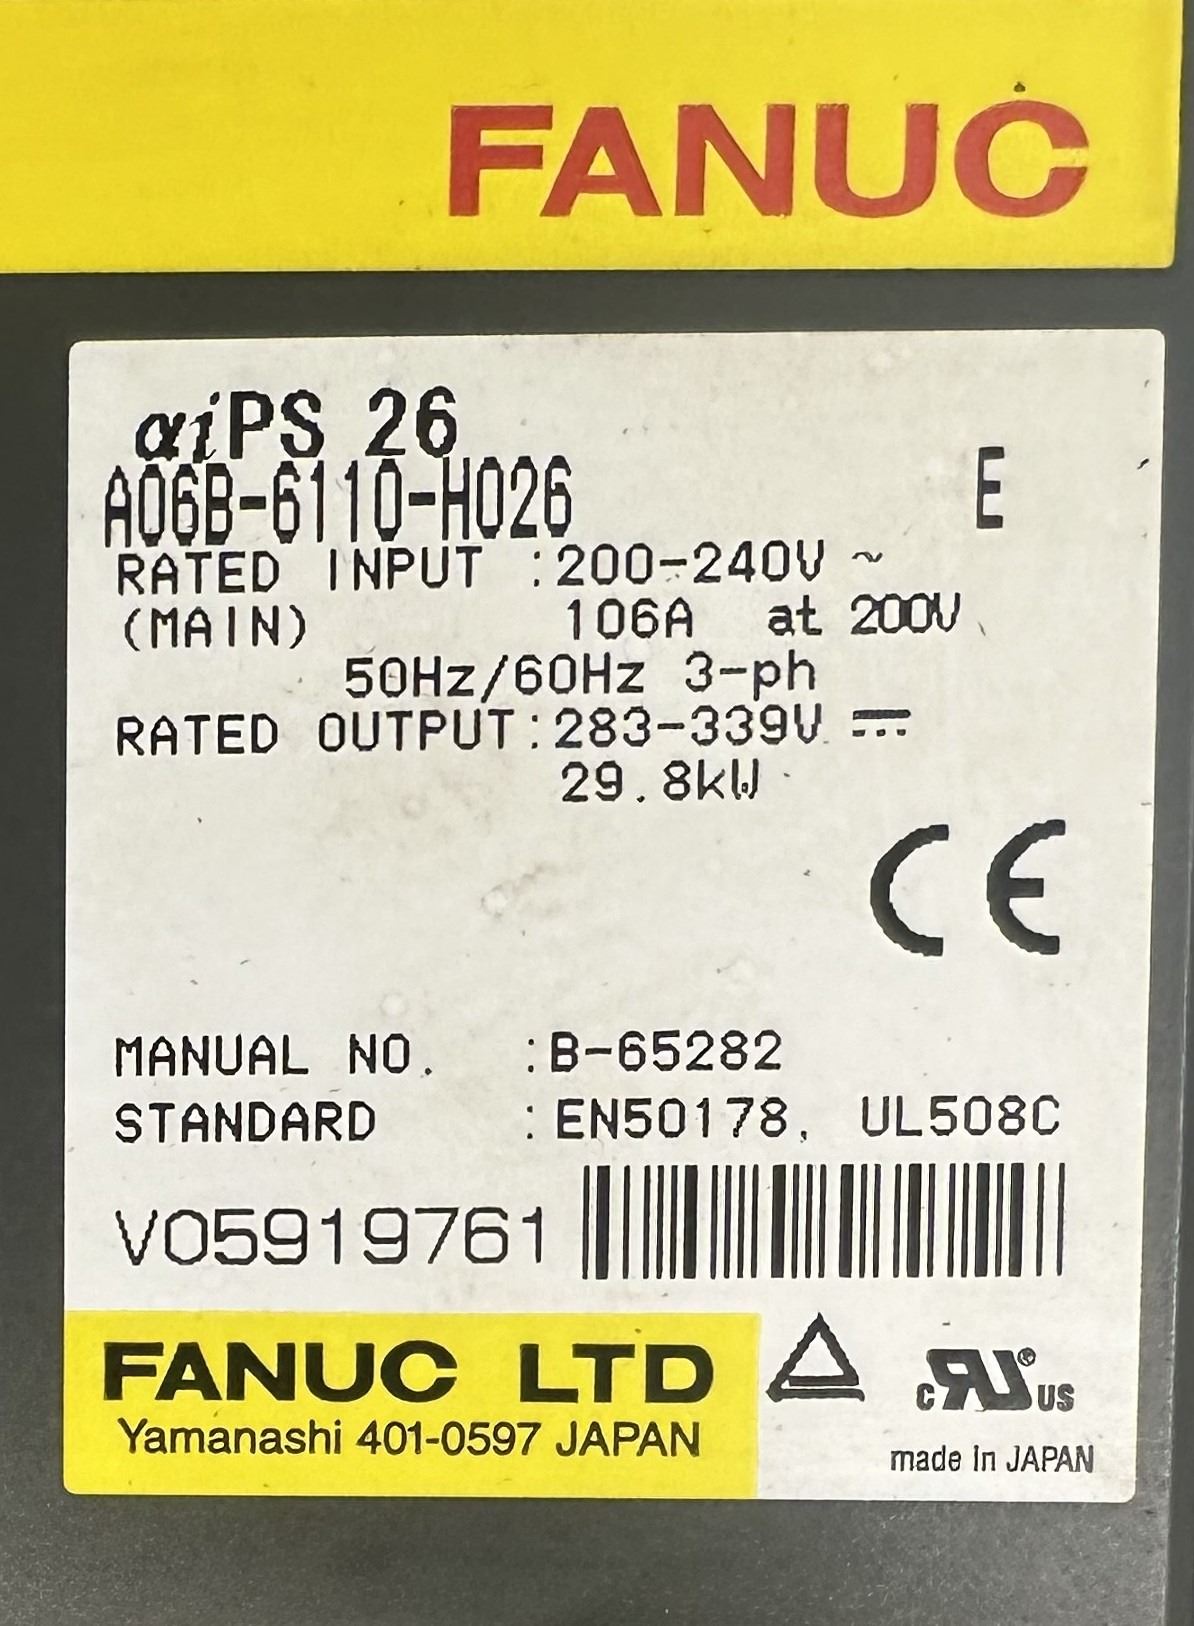 FANUC
αiPS 26
A06B-6110-H026 E
RATED INPUT :200-240V ~
(MAIN) 106A at 200V
50Hz/60Hz 3-ph
RATED OUTPUT:283-339V ⎓
29.8kW
CE
MANUAL NO. :B-65282
STANDARD :EN50178, UL508C
V05919761
FANUC LTD
Yamanashi 401-0597 JAPAN
c RU® US
made in JAPAN